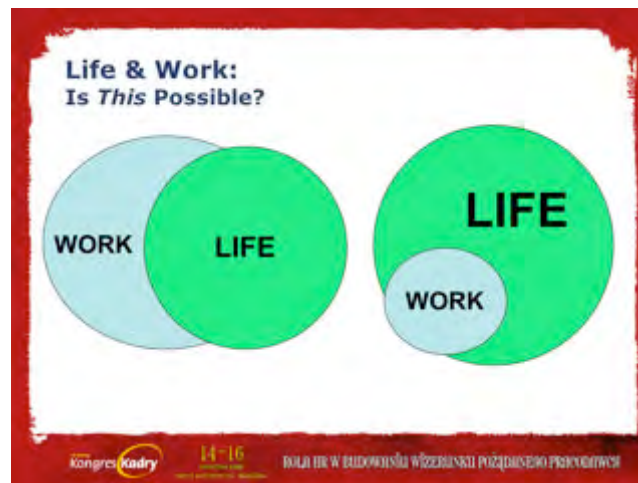 Life & Work:
Is This Possible?
WORK
LIFE
LIFE
WORK
Kongres Kadry
14-16
ROLA HR W BUDOWANIU WIZERUNKU POŻĄDANEGO PRACODAWCY